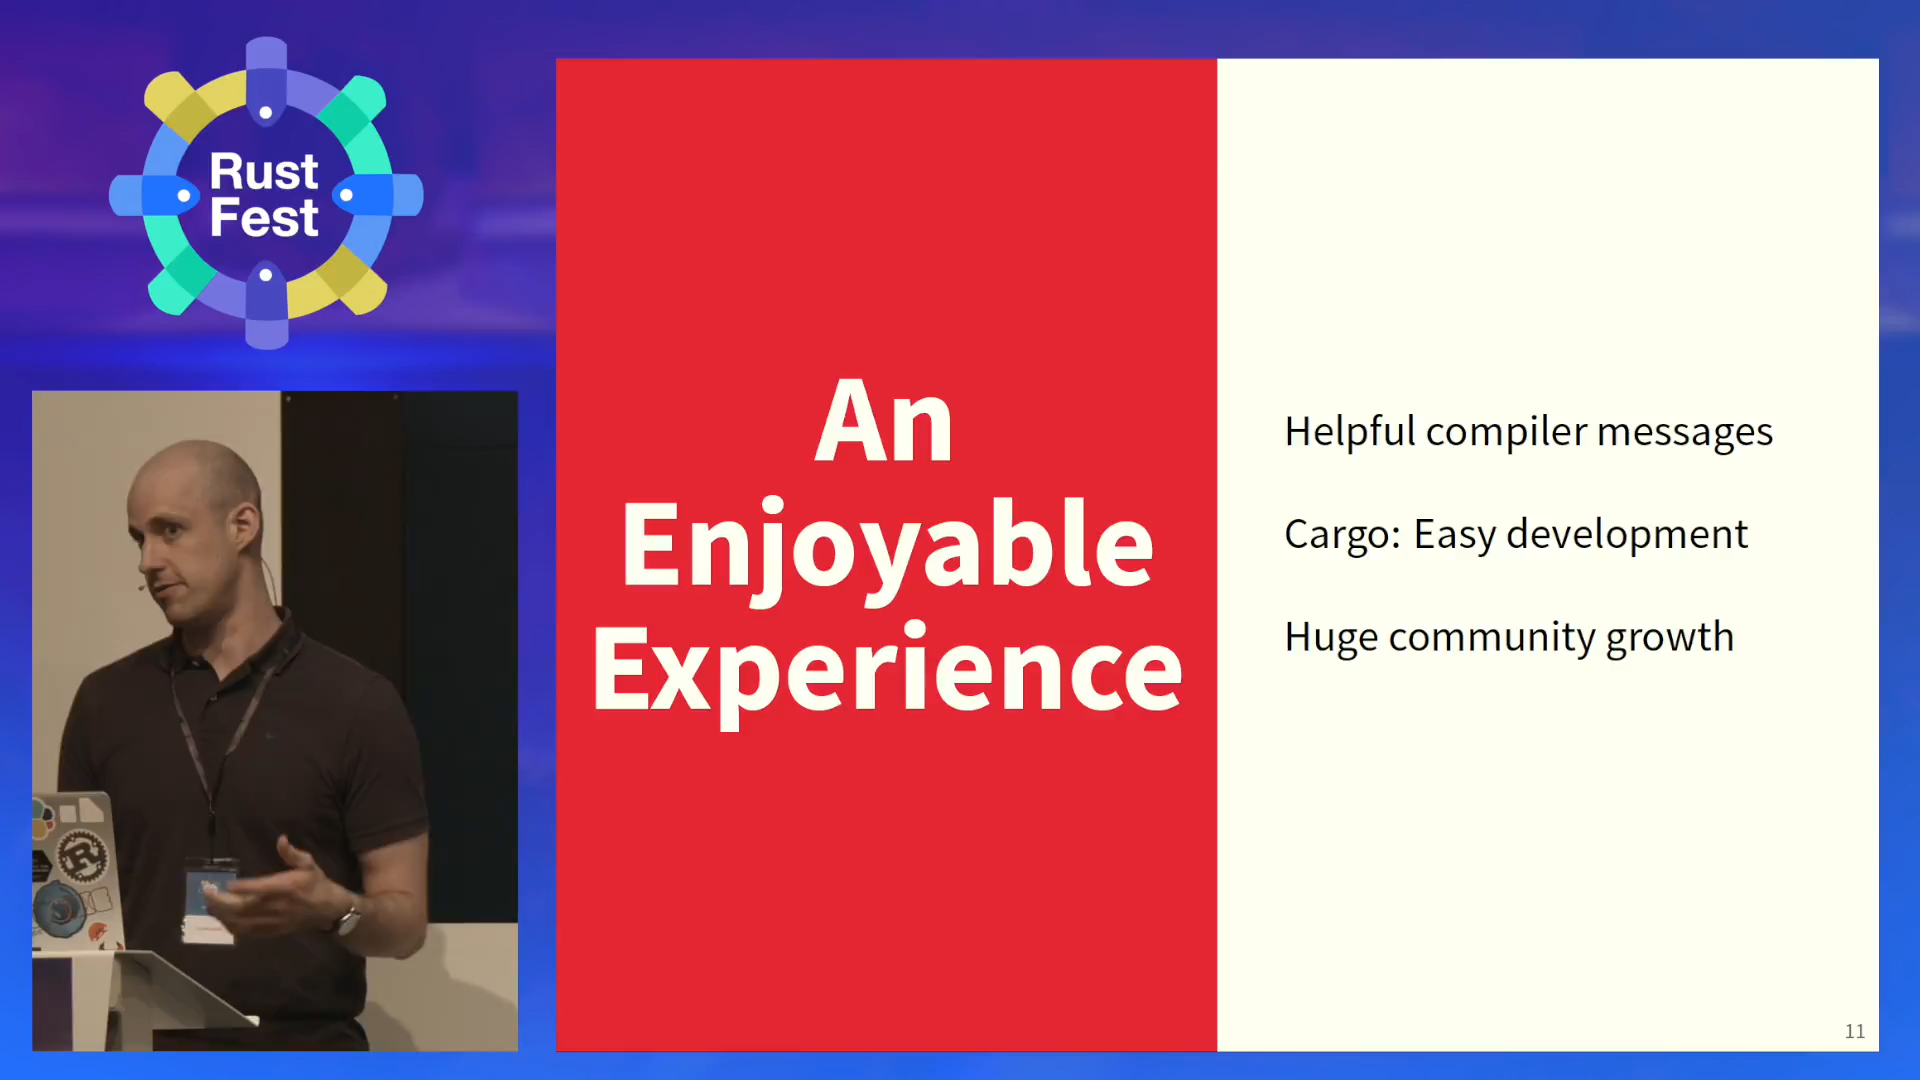 Rust
Fest
An
Enjoyable
Experience
Helpful compiler messages
Cargo: Easy development
Huge community growth
11
R